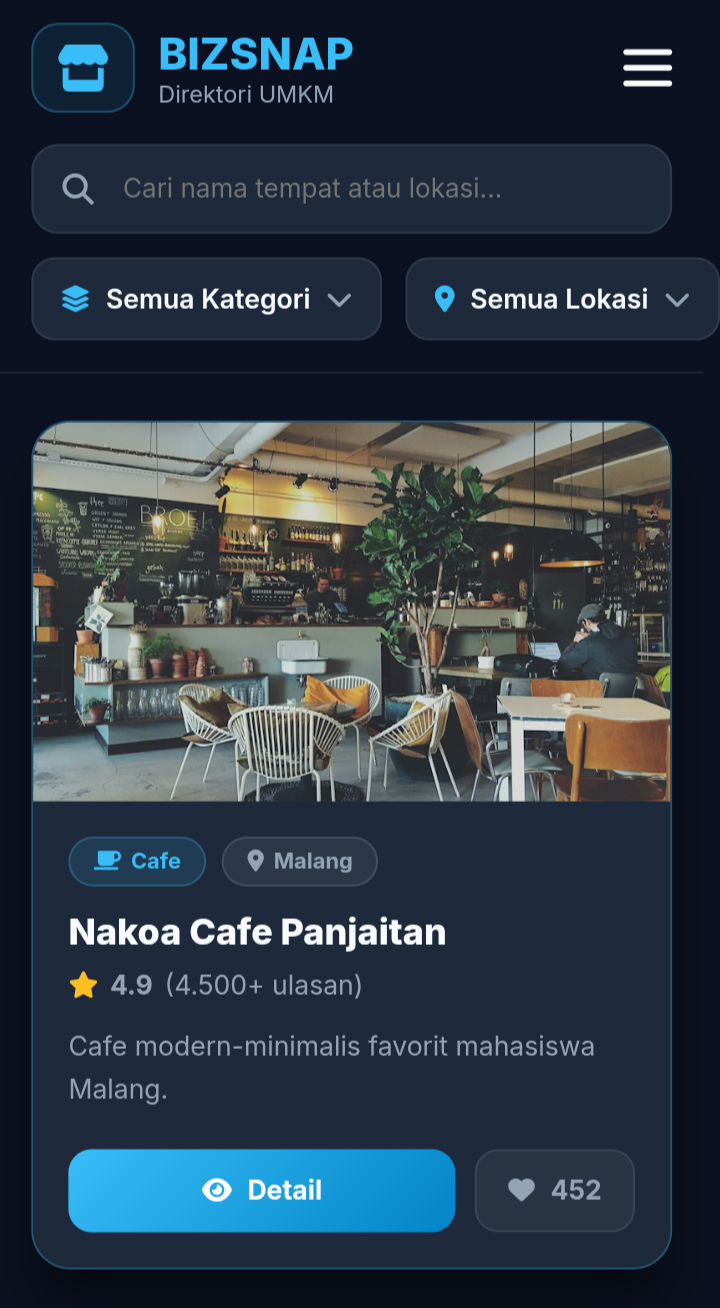 BIZSNAP
Direktori UMKM
Cari nama tempat atau lokasi...
Semua Kategori
Semua Lokasi
BROEI
Cafe
Malang
Nakoa Cafe Panjaitan
4.9 (4.500+ ulasan)
Cafe modern-minimalis favorit mahasiswa
Malang.
Detail
452